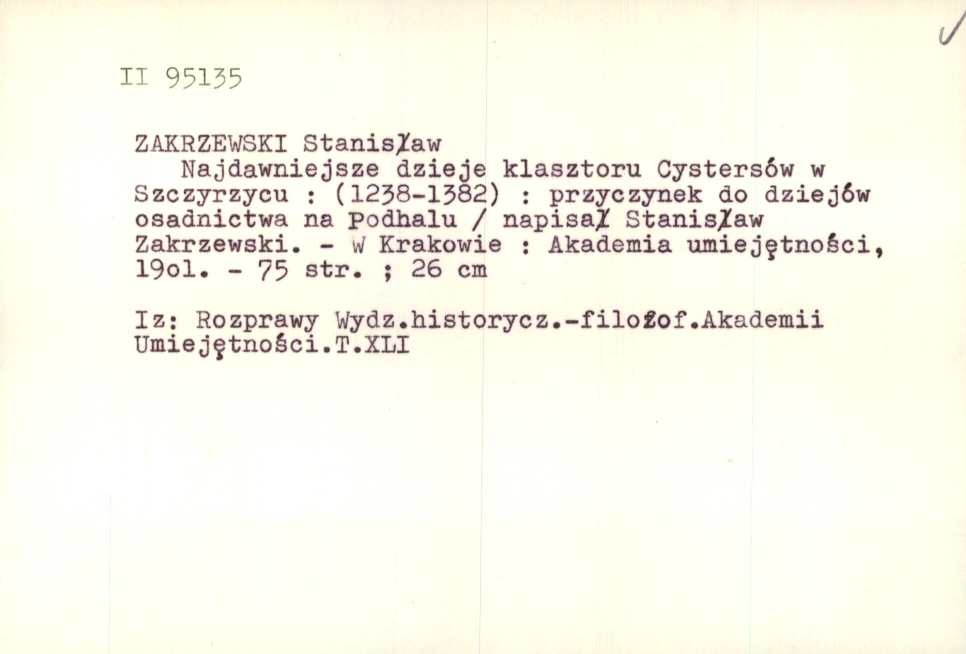 II 95135
ZAKRZEWSKI Stanisław
Najdawniejsze dzieje klasztoru Cystersów w
Szczyrzycu : (1238-1382) : przyczynek do dziejów
osadnictwa na Podhalu / napisał Stanisław
Zakrzewski. - W Krakowie : Akademia umiejętności,
19ol. - 75 str. ; 26 cm
Iz: Rozprawy Wydz.historycz.-filozof.Akademii
Umiejętności.T.XLI